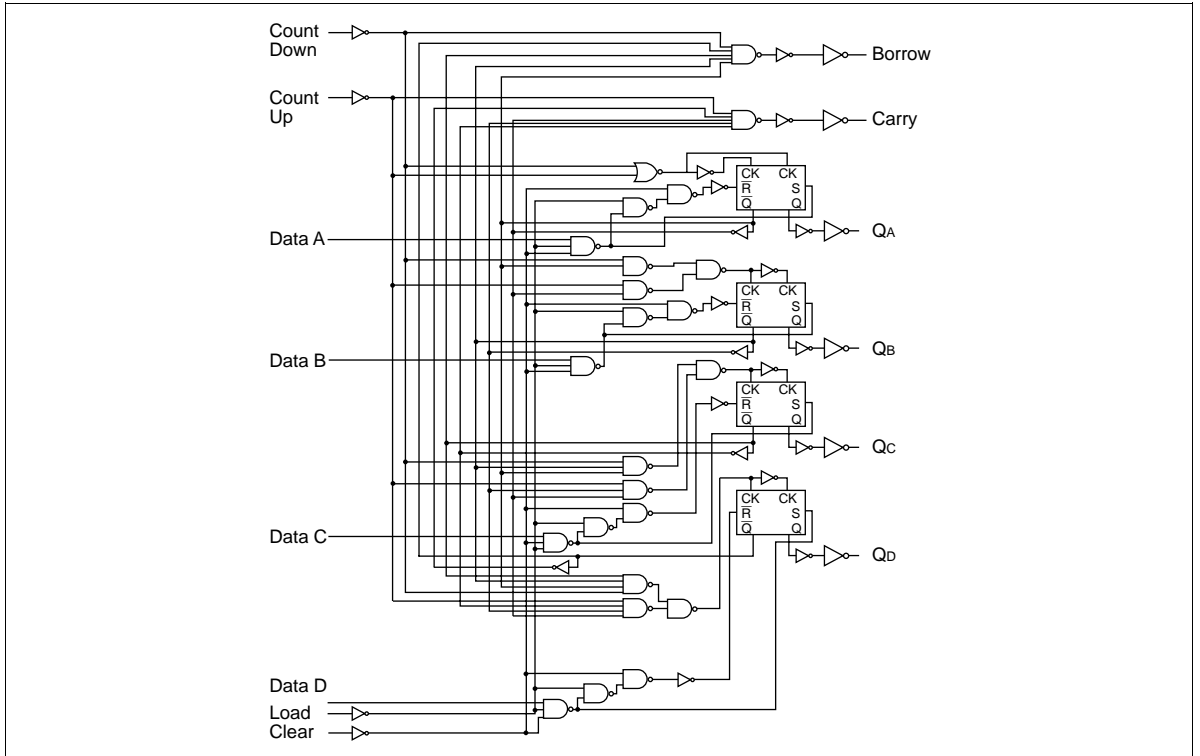 Count
Down
Borrow
Count
Up
Carry
CK CK
R̅ S
Q̅ Q
QA
Data A
CK CK
R̅ S
Q̅ Q
QB
Data B
CK CK
R̅ S
Q̅ Q
QC
CK CK
R̅ S
Q̅ Q
Data C
QD
Data D
Load
Clear